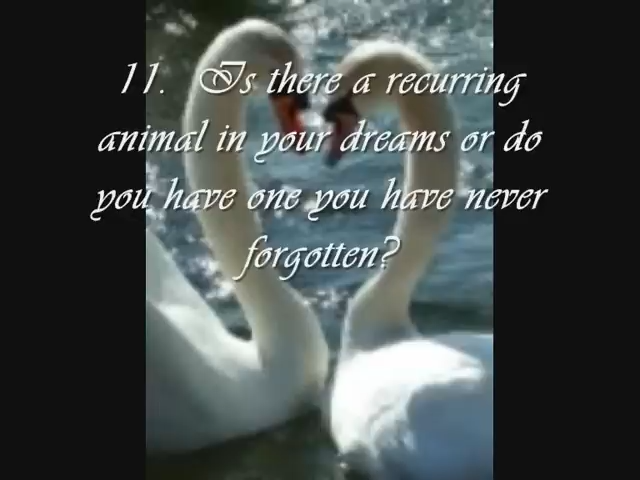 11. Is there a recurring
animal in your dreams or do
you have one you have never
forgotten?